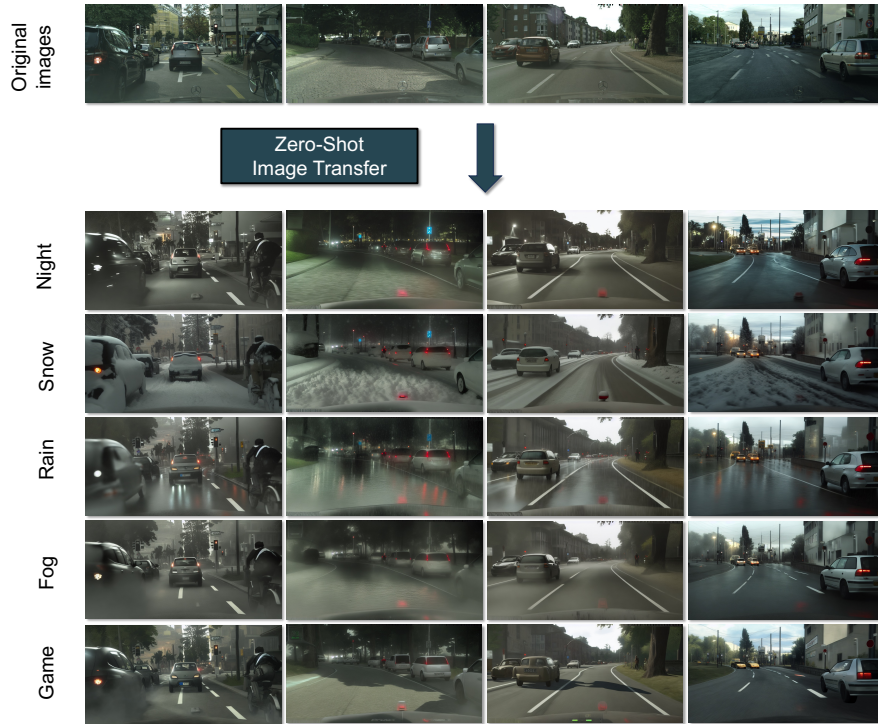 Original
images
Zero-Shot
Image Transfer
Night
Snow
Rain
Fog
Game